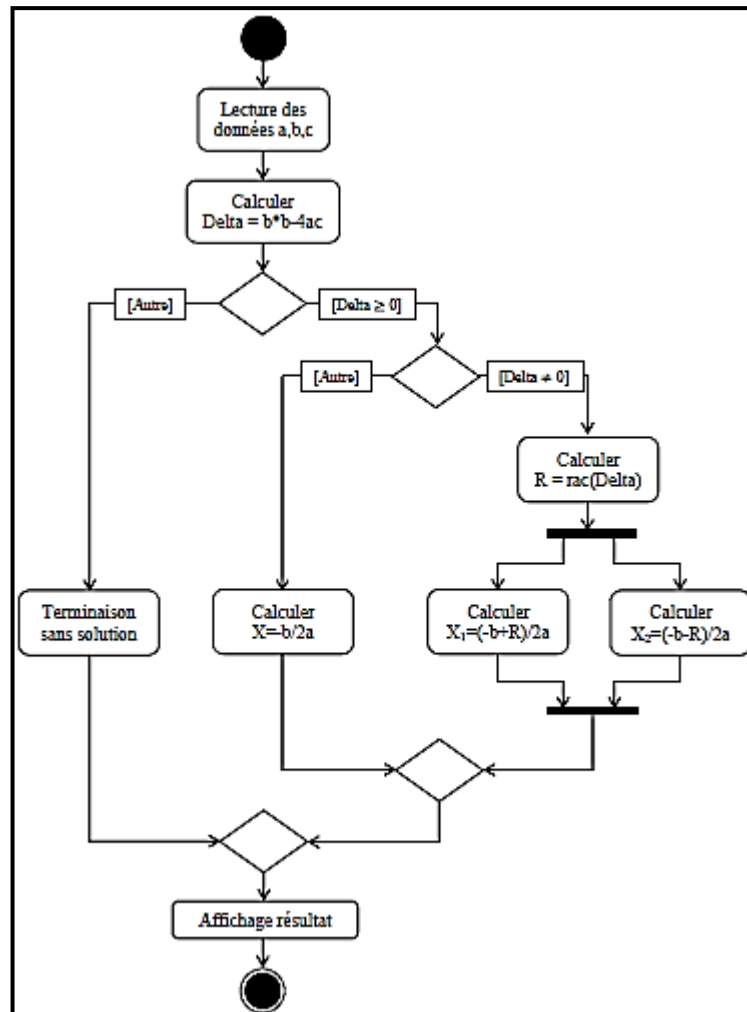 Lecture des
données a,b,c
Calculer
Delta = b*b-4ac
[Autre]
[Delta ≥ 0]
[Autre]
[Delta ≠ 0]
Calculer
R = rac(Delta)
Terminaison
sans solution
Calculer
X=-b/2a
Calculer
X₁=(-b+R)/2a
Calculer
X₂=(-b-R)/2a
Affichage résultat